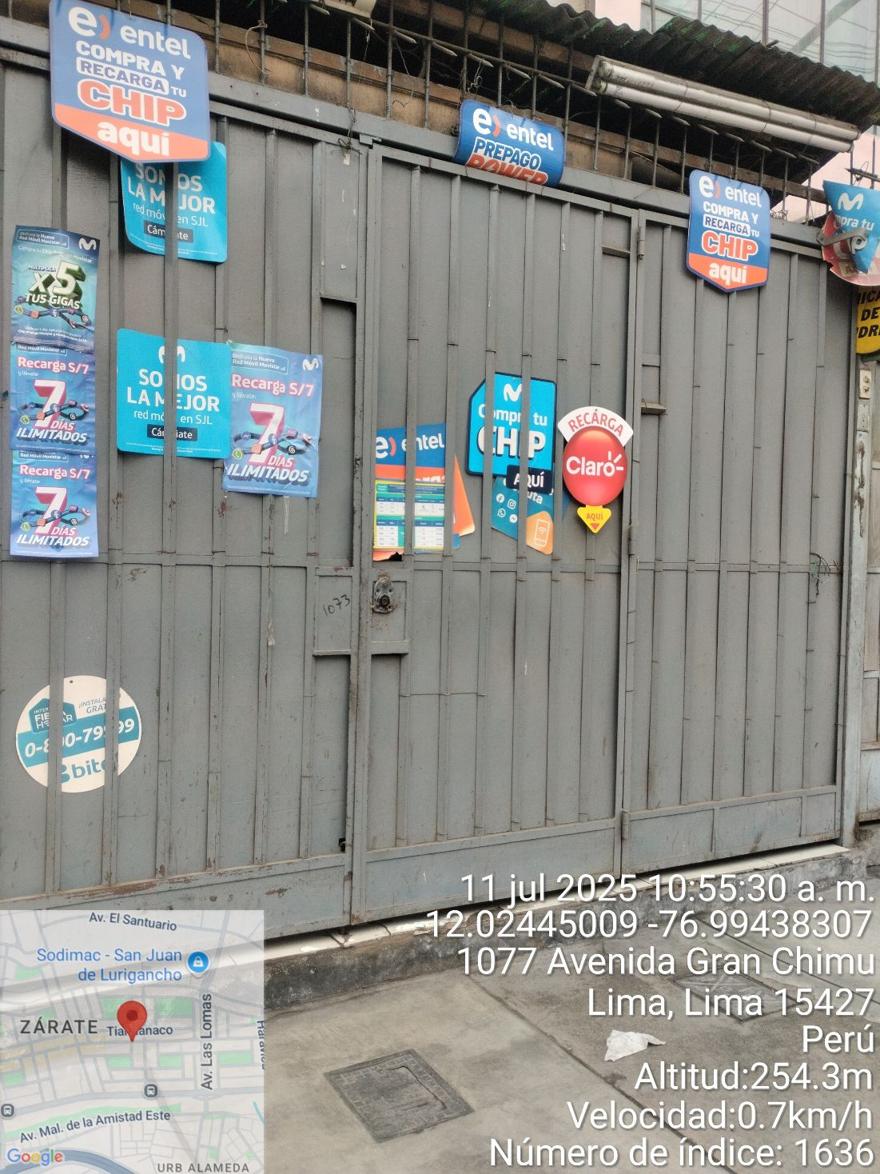 entel
COMPRA Y
RECARGA TU
CHIP
aquí
SOMOS
LA MEJOR
red móvil en SJL
Cámbiate
entel
PREPAGO
POWER
entel
COMPRA Y
RECARGA TU
CHIP
aquí
x5
TUS GIGAS
Recarga S/7
7
DÍAS
ILIMITADOS
Recarga S/7
7
DÍAS
ILIMITADOS
SOMOS
LA MEJOR
red móvil en SJL
Cámbiate
Recarga S/7
7
DÍAS
ILIMITADOS
entel
Compra tu
CHIP
AQUÍ
RECÁRGA
Claro
AQUÍ
1073
bite
11 jul 2025 10:55:30 a. m.
-12.02445009 -76.99438307
1077 Avenida Gran Chimu
Lima, Lima 15427
Perú
Altitud:254.3m
Velocidad:0.7km/h
Número de índice: 1636
Av. El Santuario
Sodimac - San Juan
de Lurigancho
ZÁRATE
Av. Las Lomas
Av. Mal. de la Amistad Este
Google
URB ALAMEDA